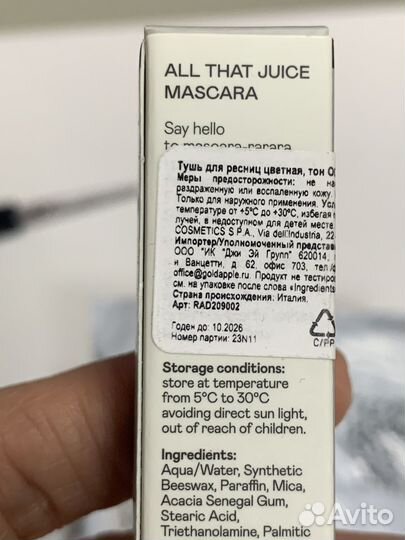 ALL THAT JUICE
MASCARA
Say hello
to mascara-rarara
Тушь для ресниц цветная, тон
Меры предосторожности: не на
раздраженную или воспаленную кожу.
Только для наружного применения. Усл
температуре от +5°С до +30°С, избегая
лучей, в недоступном для детей месте.
COSMETICS S.P.A., Via dell'Industria, 22
Импортер/Уполномоченный представи
ООО "ИК "Джи Эй Групп" 620014,
и Ванцетти, д. 62, офис 703, тел
office@goldapple.ru. Продукт не тестиров
см. на упаковке после слова «Ingredients
Страна происхождения: Италия.
Арт: RAD209002
Годен до: 10.2026
Номер партии: 23N11
C/PP
Storage conditions:
store at temperature
from 5°C to 30°C
avoiding direct sun light,
out of reach of children.
Ingredients:
Aqua/Water, Synthetic
Beeswax, Paraffin, Mica,
Acacia Senegal Gum,
Stearic Acid,
Triethanolamine, Palmitic
Avito